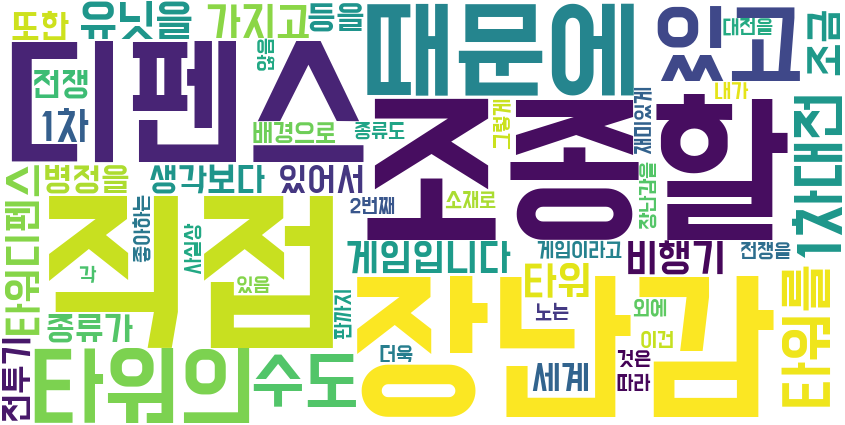 또한
유닛을
가지고
등을
때문에
있고
대전을
조금
디펜스
않음
전쟁
1차
배경으로
종류도
그렇게
내가
재미있게
조종할
1차대전
병정을
생각보다
있어서
2번째
소재로
장난감을
타워디펜스
직접
좋아하는
사실상
게임입니다
게임이라고
비행기
전쟁을
각
있음
타워
타워를
노는
외에
종류가
판까지
장난감
이건
전투기
타워의
수도
더욱
세계
것은
따라